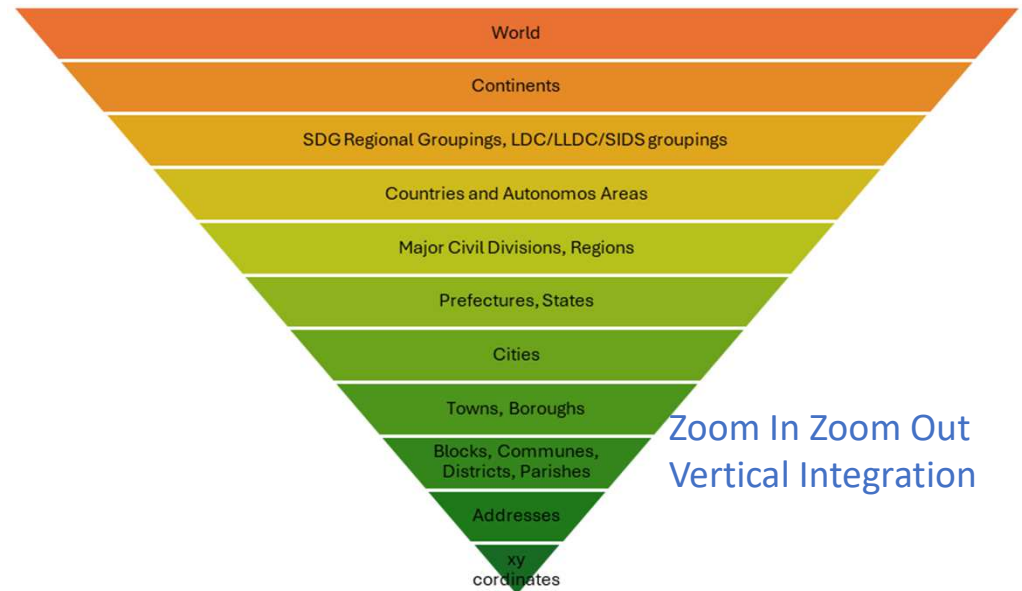 World
Continents
SDG Regional Groupings, LDC/LLDC/SIDS groupings
Countries and Autonomos Areas
Major Civil Divisions, Regions
Prefectures, States
Cities
Towns, Boroughs
Zoom In Zoom Out
Vertical Integration
Blocks, Communes,
Districts, Parishes
Addresses
xy
cordinates